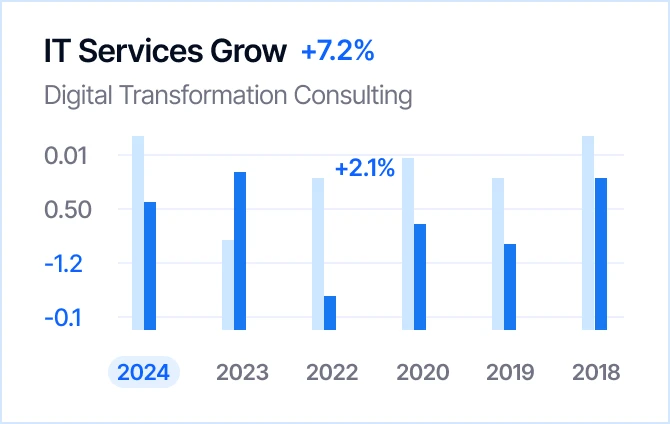 IT Services Grow +7.2%
Digital Transformation Consulting
0.01
+2.1%
0.50
-1.2
-0.1
2024 2023 2022 2020 2019 2018